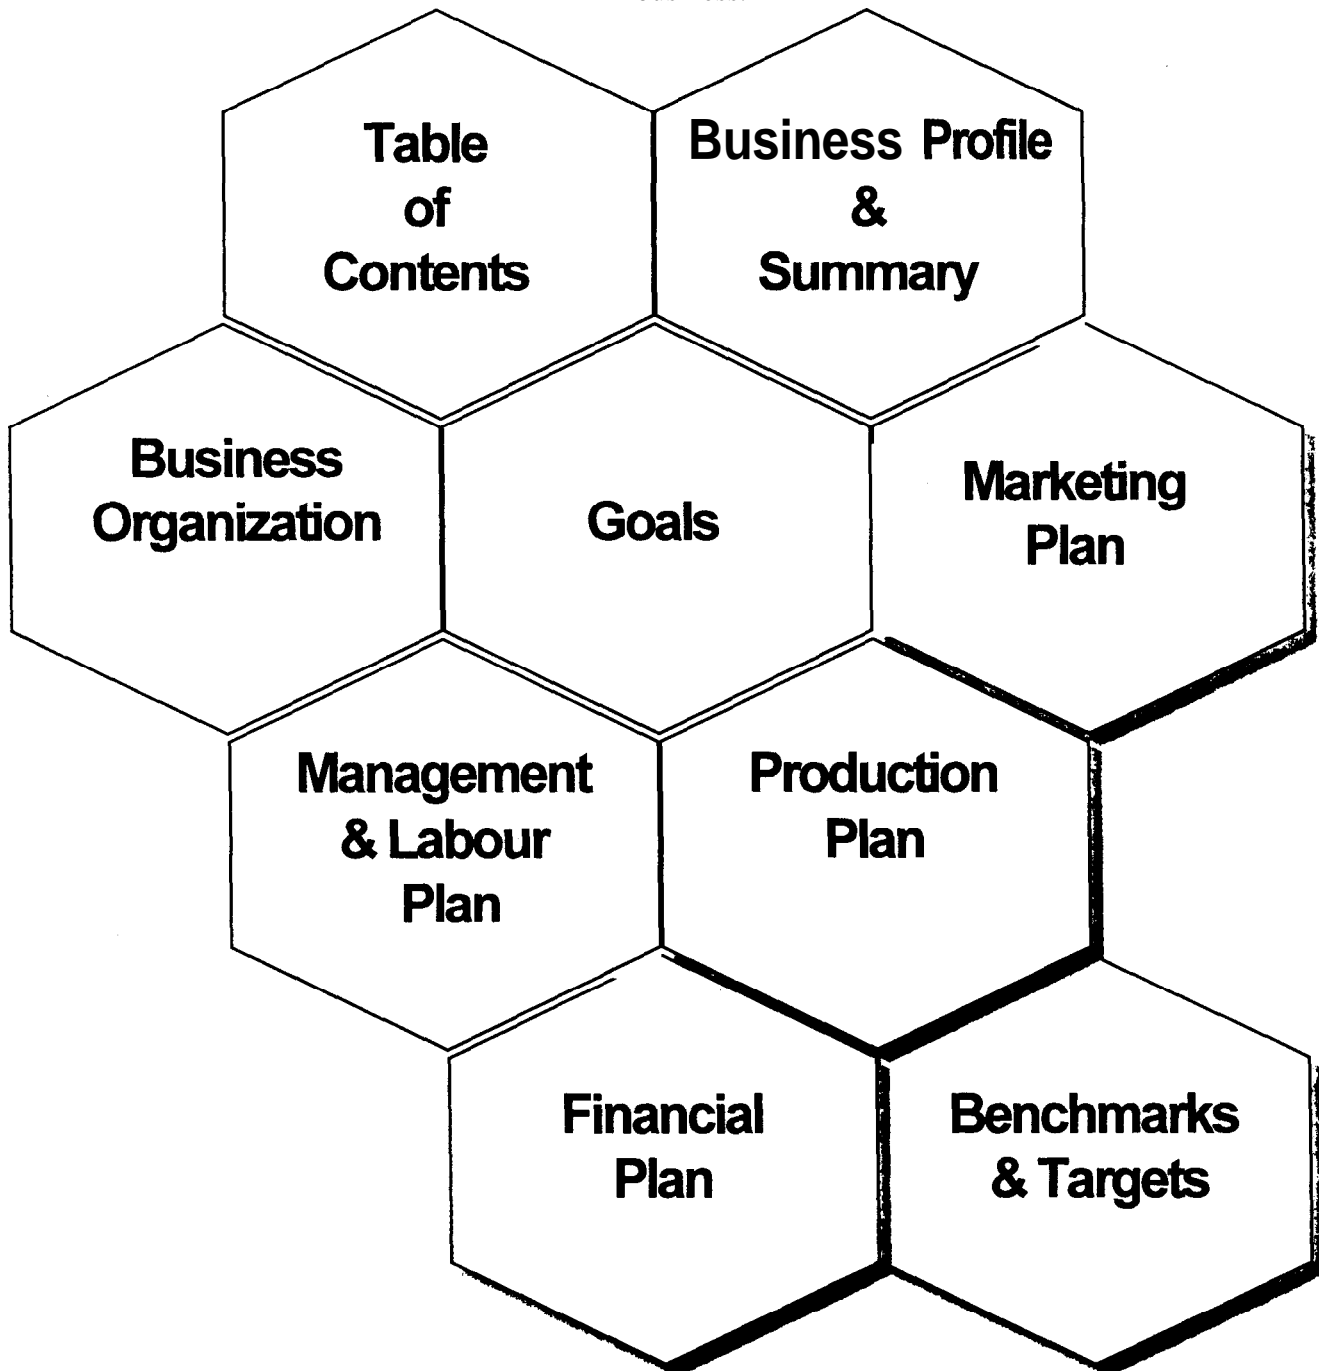 Table
of
Contents
Business Profile
&
Summary
Business
Organization
Goals
Marketing
Plan
Management
& Labour
Plan
Production
Plan
Financial
Plan
Benchmarks
& Targets